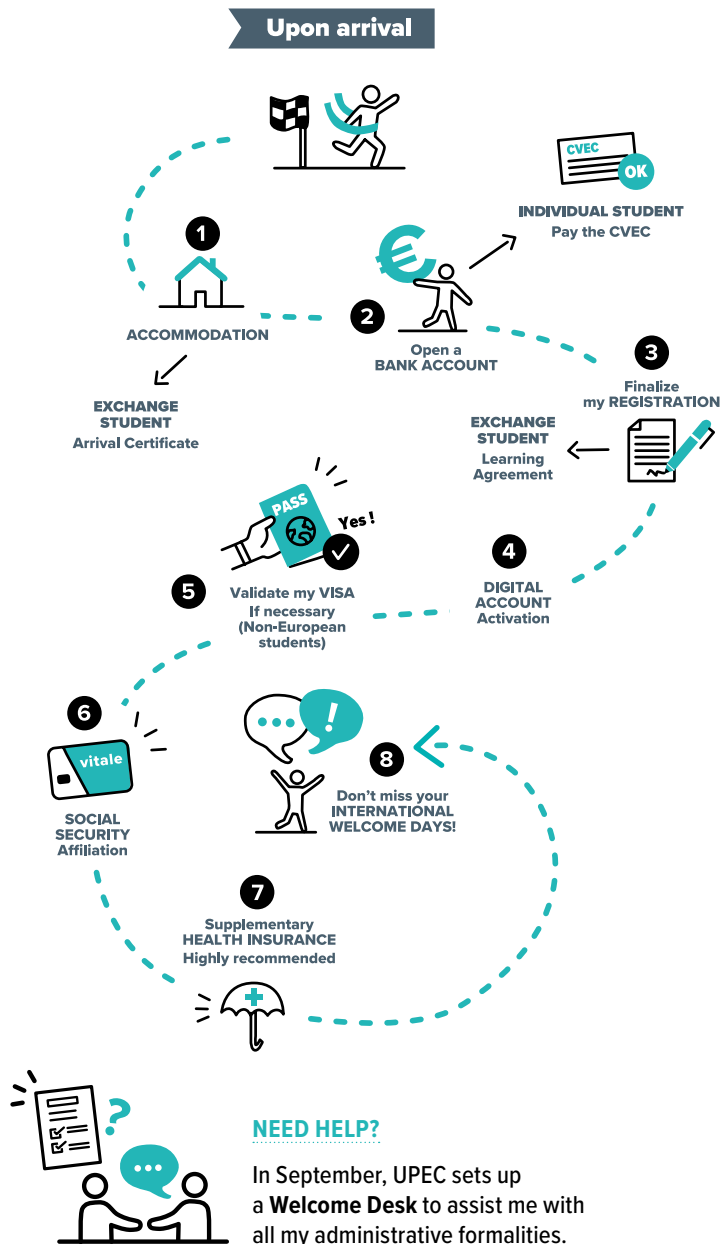 Upon arrival
CVEC
OK
INDIVIDUAL STUDENT
Pay the CVEC
1
ACCOMMODATION
EXCHANGE
STUDENT
Arrival Certificate
€
2
Open a
BANK ACCOUNT
3
Finalize
my REGISTRATION
EXCHANGE
STUDENT
Learning
Agreement
4
DIGITAL
ACCOUNT
Activation
PASS
Yes !
5
Validate my VISA
If necessary
(Non-European
students)
6
vitale
SOCIAL
SECURITY
Affiliation
7
Supplementary
HEALTH INSURANCE
Highly recommended
!
8
Don't miss your
INTERNATIONAL
WELCOME DAYS!
?
NEED HELP?
In September, UPEC sets up
a Welcome Desk to assist me with
all my administrative formalities.